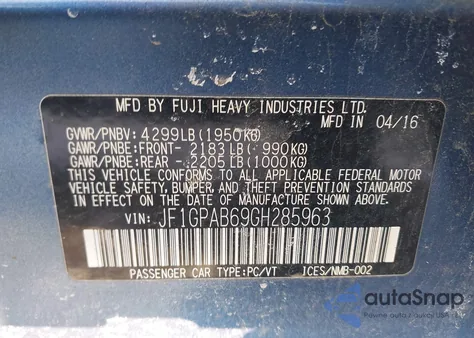 MFD BY FUJI HEAVY INDUSTRIES LTD.
MFD IN 04/16
GVWR/PNBV: 4299LB(1950KG)
GAWR/PNBE:FRONT- 2183LB( 990KG)
GAWR/PNBE:REAR - 2205LB(1000KG)
THIS VEHICLE CONFORMS TO ALL APPLICABLE FEDERAL MOTOR
VEHICLE SAFETY, BUMPER, AND THEFT PREVENTION STANDARDS
IN EFFECT ON THE DATE OF MANUFACTURE SHOWN ABOVE.
VIN: JF1GPAB69GH285963
PASSENGER CAR TYPE:PC/VT ICES/NMB-002
autoSnap